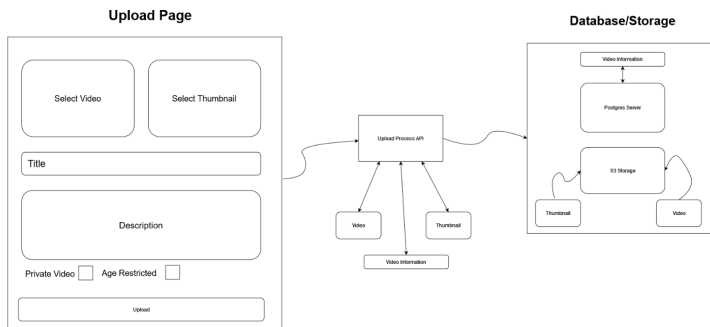 Upload Page
Select Video
Select Thumbnail
Title
Description
Private Video
Age Restricted
Upload
Upload Process API
Video
Thumbnail
Video Information
Database/Storage
Video Information
Postgres Server
S3 Storage
Thumbnail
Video